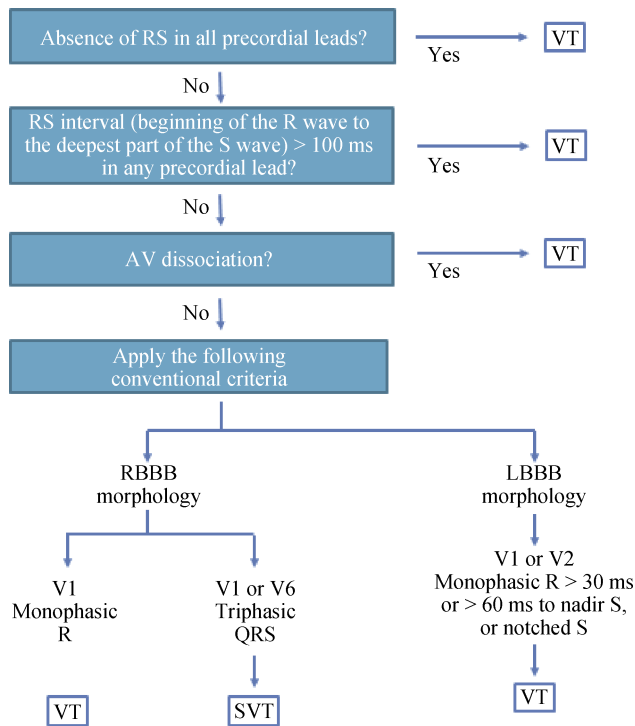 Absence of RS in all precordial leads?
Yes
VT
No
RS interval (beginning of the R wave to
the deepest part of the S wave) > 100 ms
in any precordial lead?
Yes
VT
No
AV dissociation?
Yes
VT
No
Apply the following
conventional criteria
RBBB
morphology
LBBB
morphology
V1
Monophasic
R
V1 or V6
Triphasic
QRS
V1 or V2
Monophasic R > 30 ms
or > 60 ms to nadir S,
or notched S
VT
SVT
VT